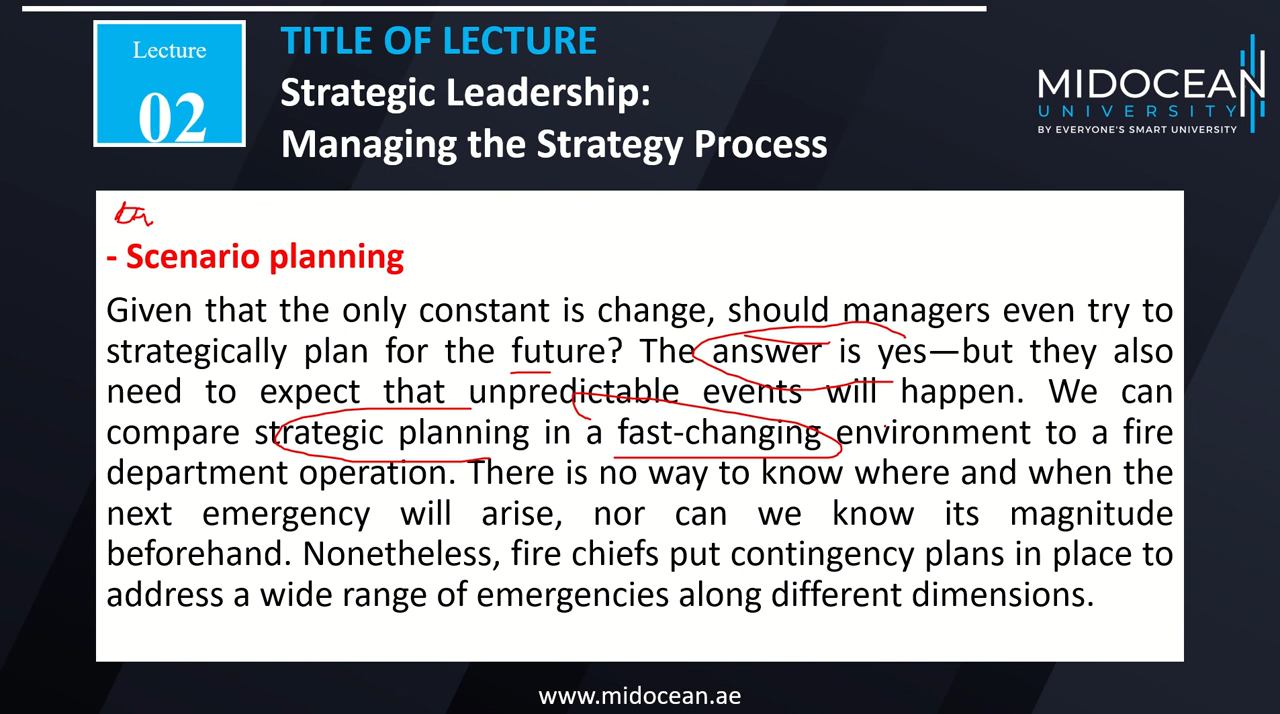 Lecture
02
TITLE OF LECTURE
Strategic Leadership:
Managing the Strategy Process
MIDOCEAN
UNIVERSITY
BY EVERYONE'S SMART UNIVERSITY
- Scenario planning
Given that the only constant is change, should managers even try to
strategically plan for the future? The answer is yes—but they also
need to expect that unpredictable events will happen. We can
compare strategic planning in a fast-changing environment to a fire
department operation. There is no way to know where and when the
next emergency will arise, nor can we know its magnitude
beforehand. Nonetheless, fire chiefs put contingency plans in place to
address a wide range of emergencies along different dimensions.
www.midocean.ae